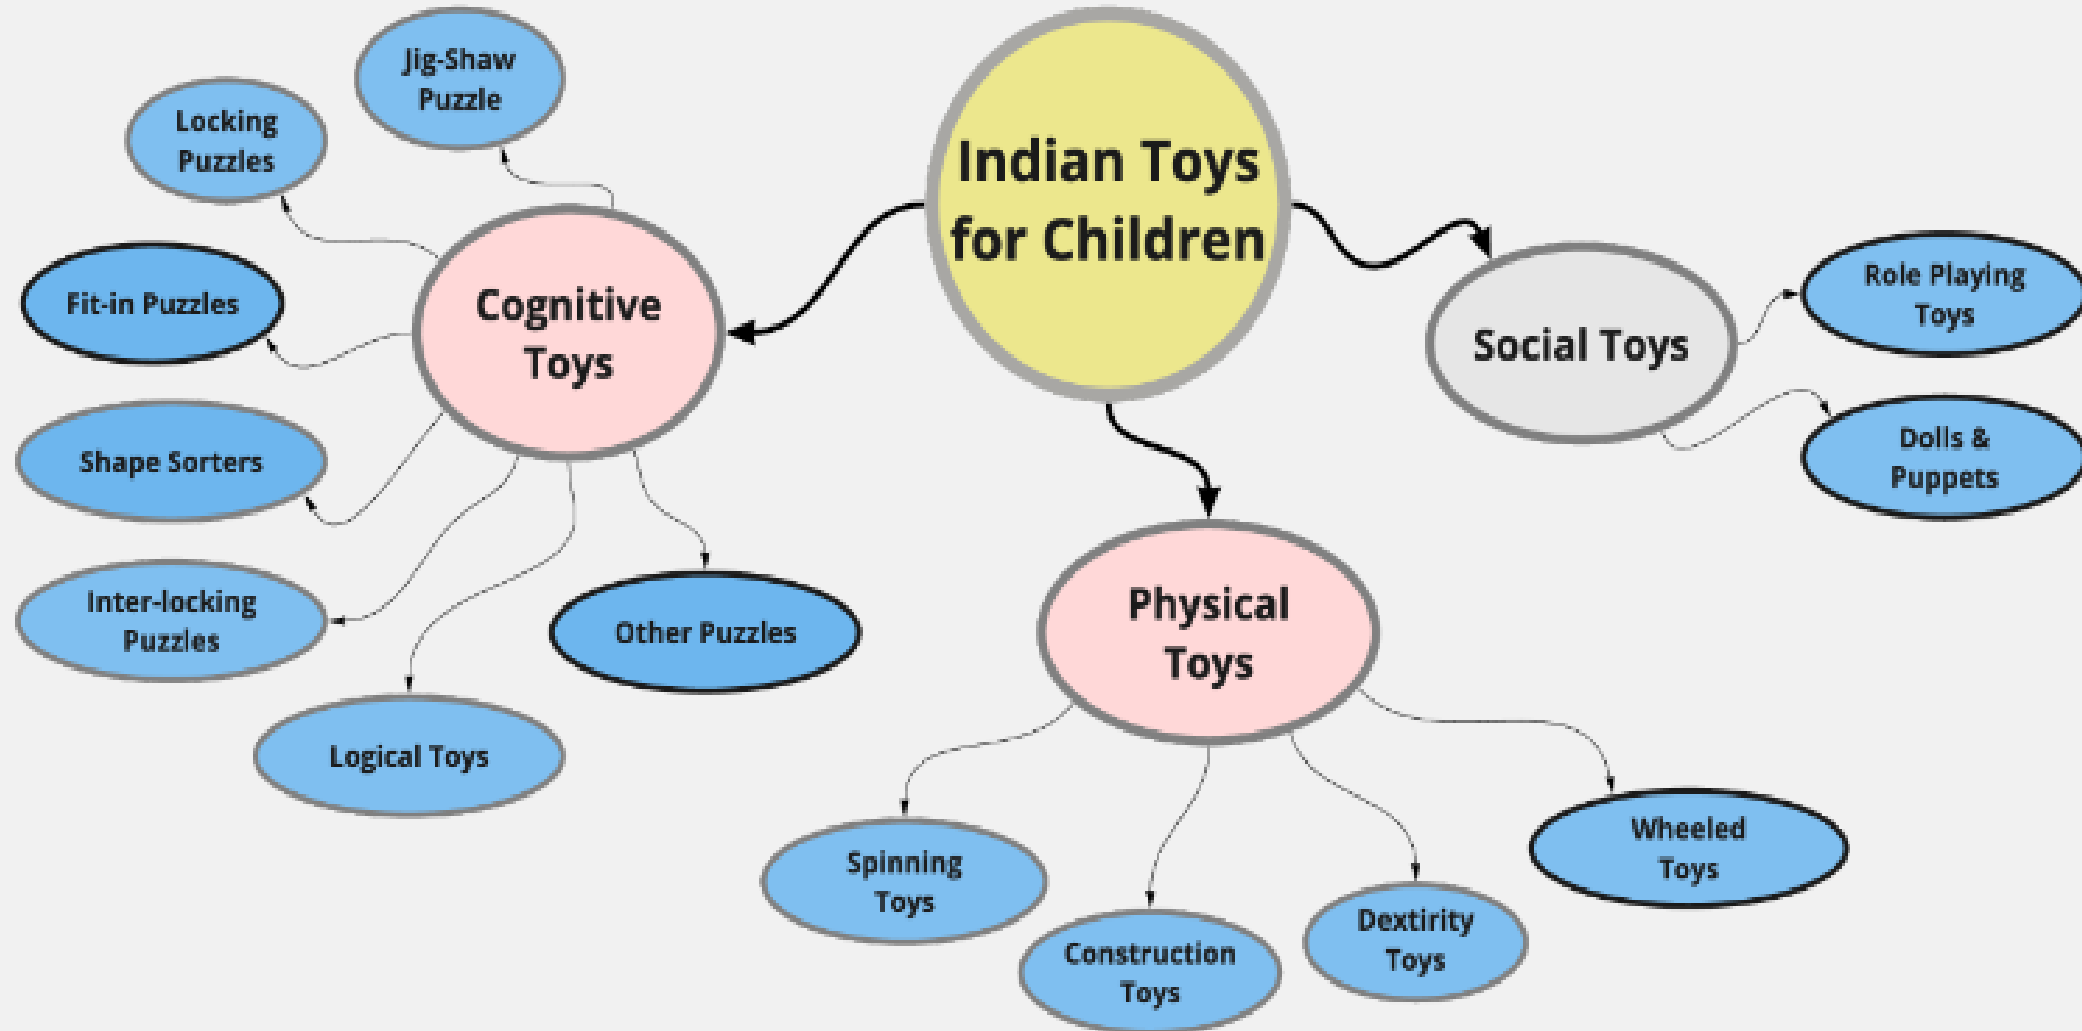 Indian Toys
for Children
Cognitive
Toys
Jig-Shaw
Puzzle
Locking
Puzzles
Fit-in Puzzles
Shape Sorters
Inter-locking
Puzzles
Logical Toys
Other Puzzles
Physical
Toys
Spinning
Toys
Construction
Toys
Dextirity
Toys
Wheeled
Toys
Social Toys
Role Playing
Toys
Dolls &
Puppets